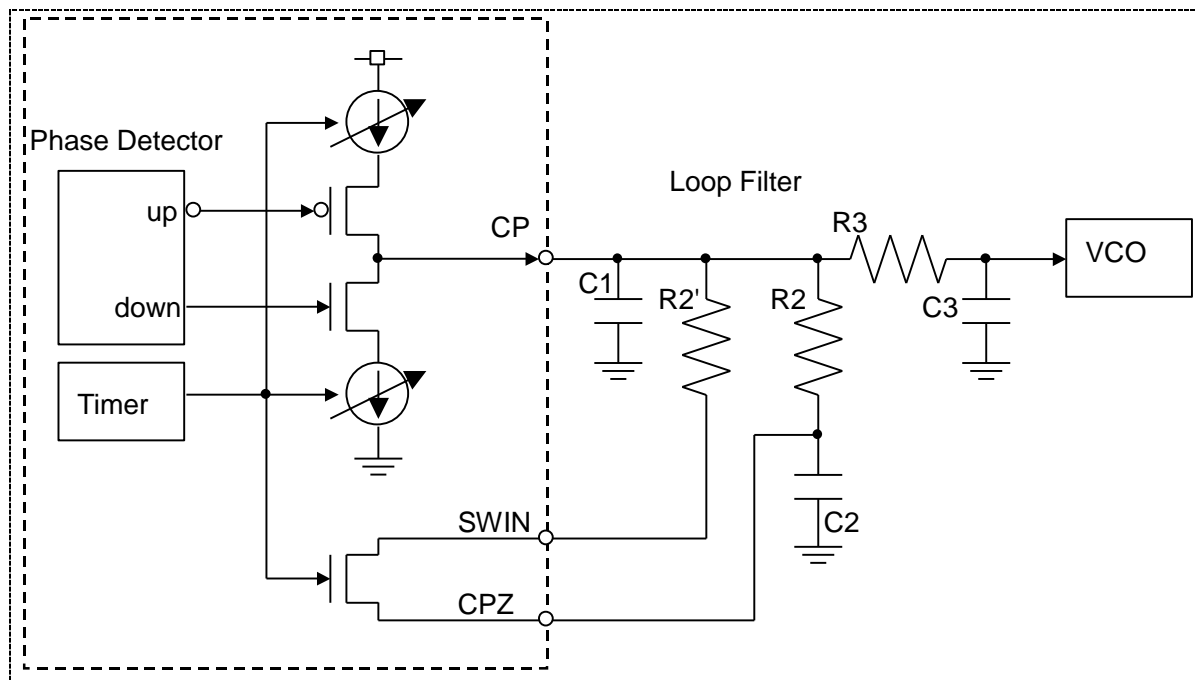 Phase Detector
up
down
Timer
CP
SWIN
CPZ
Loop Filter
C1
R2'
R2
R3
C3
C2
VCO